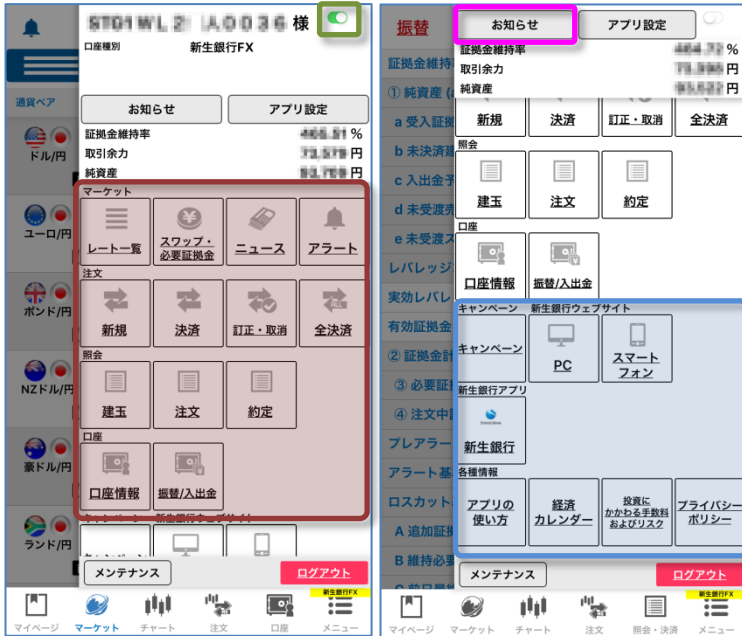 様
口座種別 新生銀行FX
通貨ペア
お知らせ アプリ設定
証拠金維持率 %
取引余力 円
純資産 円
マーケット
レート一覧 スワップ・必要証拠金 ニュース アラート
注文
新規 決済 訂正・取消 全決済
照会
建玉 注文 約定
口座
口座情報 振替/入出金
ドル/円
ユーロ/円
ポンド/円
NZドル/円
豪ドル/円
ランド/円
メンテナンス ログアウト
新生銀行FX
マイページ マーケット チャート 注文 口座 メニュー
振替
お知らせ アプリ設定
証拠金維持率 %
取引余力 円
純資産 円
新規 決済 訂正・取消 全決済
照会
建玉 注文 約定
口座
口座情報 振替/入出金
キャンペーン 新生銀行ウェブサイト
キャンペーン PC スマートフォン
新生銀行アプリ
新生銀行
各種情報
アプリの使い方 経済カレンダー 投資にかかわる手数料およびリスク プライバシーポリシー
証拠金維持
① 純資産
a 受入証拠
b 未決済建
c 入出金予
d 未受渡売
e 未受渡ス
レバレッジ
実効レバレ
有効証拠金
② 証拠金計
③ 必要証
④ 注文中
プレアラー
アラート基
ロスカット
A 追加証拠
B 維持必要
メンテナンス ログアウト
新生銀行FX
マイページ マーケット チャート 注文 照会・決済 メニュー